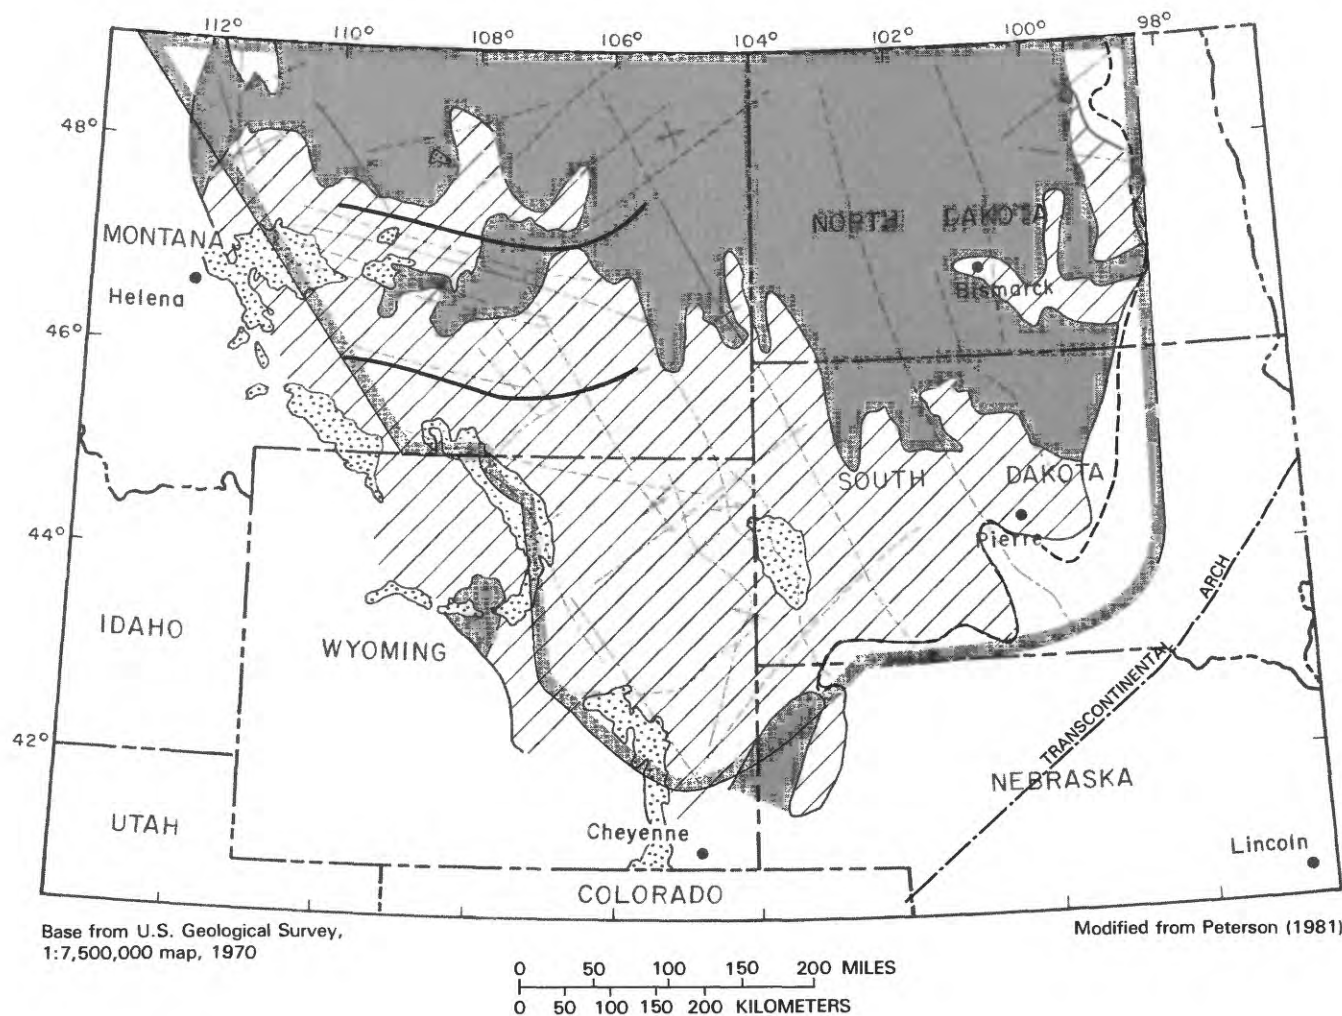 112°
110°
108°
106°
104°
102°
100°
98°
48°
MONTANA
NORTH DAKOTA
Helena
Bismarck
46°
SOUTH DAKOTA
44°
Pierre
IDAHO
WYOMING
TRANSCONTINENTAL ARCH
42°
NEBRASKA
UTAH
Cheyenne
Lincoln
COLORADO
Base from U.S. Geological Survey,
1:7,500,000 map, 1970
Modified from Peterson (1981)
0 50 100 150 200 MILES
0 50 100 150 200 KILOMETERS